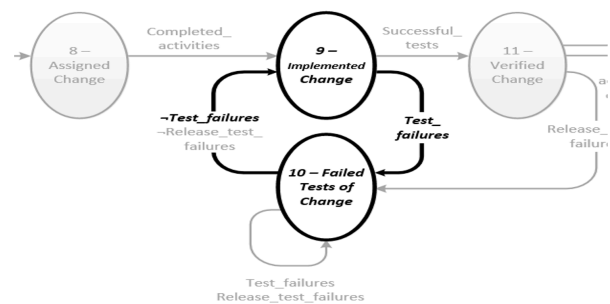 8 –
Assigned
Change
Completed_
activities
9 –
Implemented
Change
Successful_
tests
11 –
Verified
Change
¬Test_failures
¬Release_test_
failures
Test_
failures
Release_
failur
10 – Failed
Tests of
Change
Test_failures
Release_test_failures